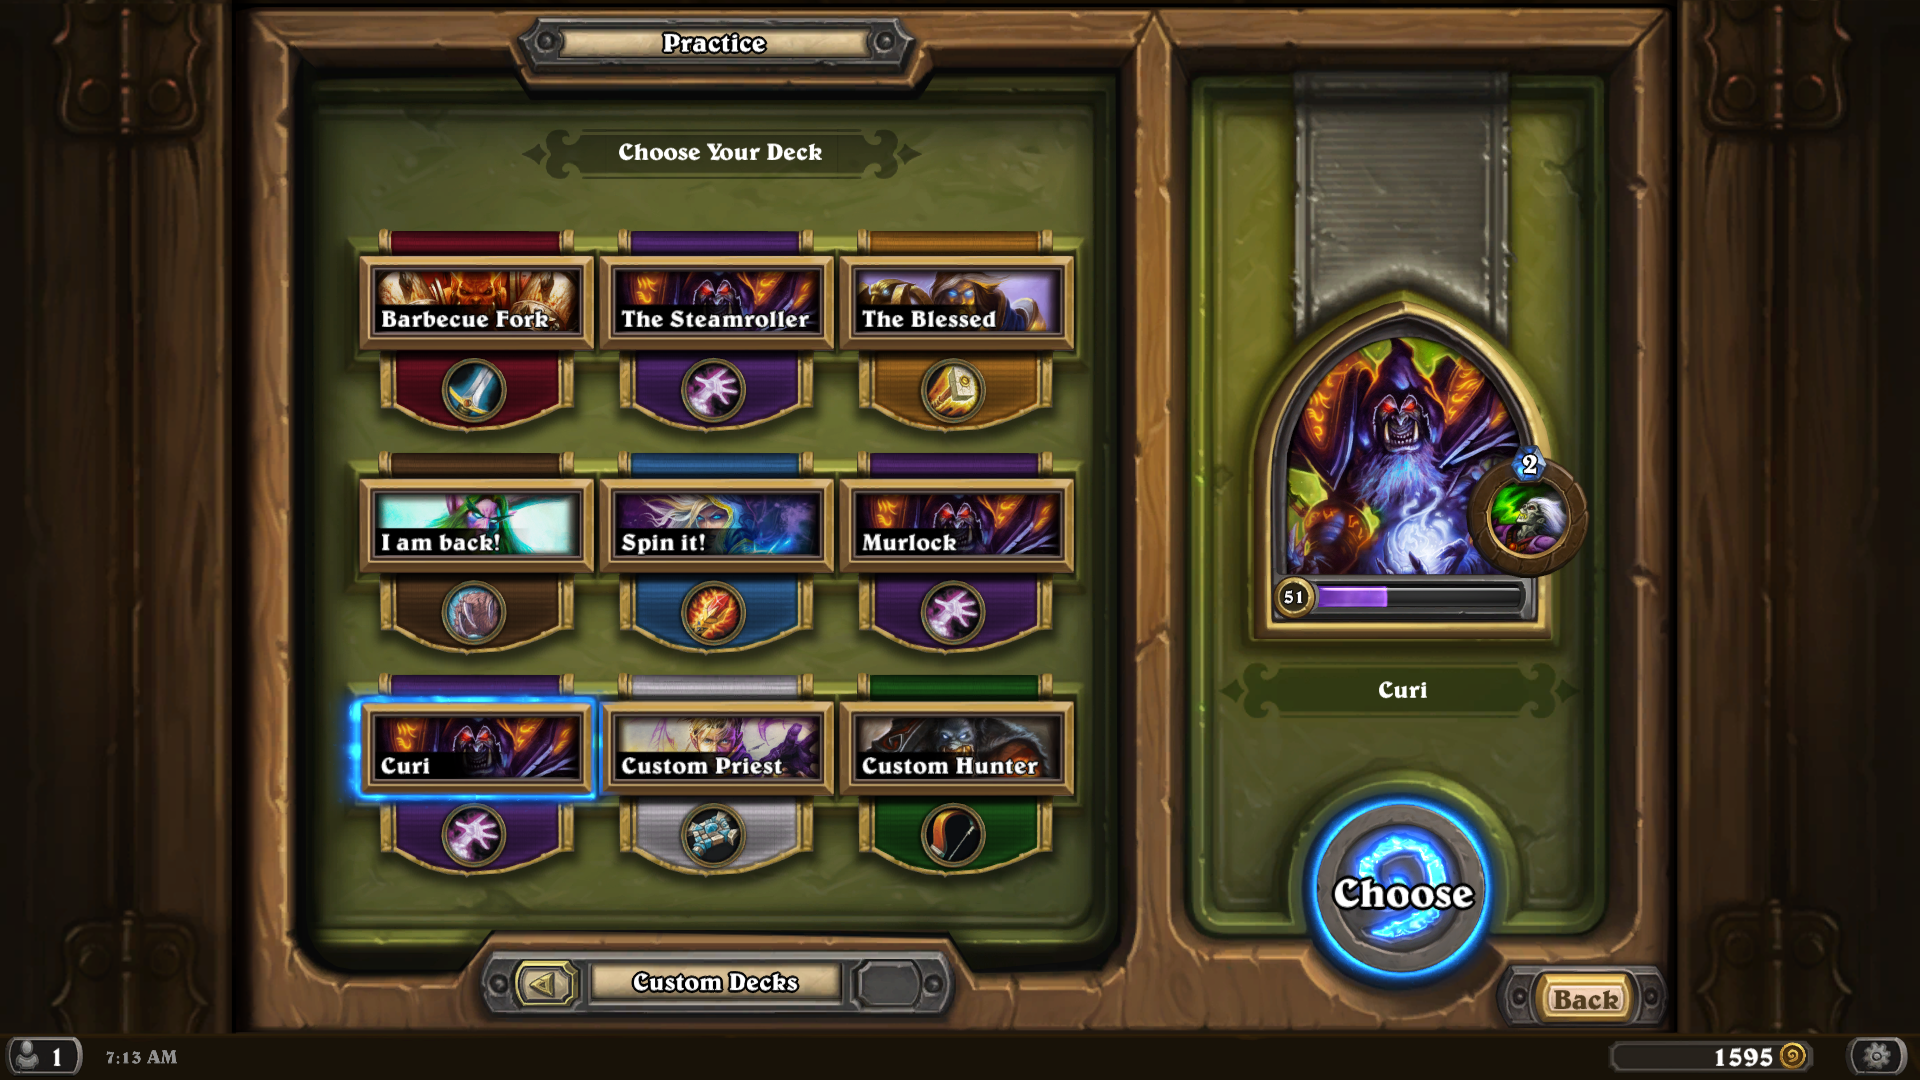 Practice
Choose Your Deck
Barbecue Fork-
The Steamroller
The Blessed
I am back!
Spin it!
Murlock
Curi
Custom Priest
Custom Hunter
Custom Decks
2
51
Curi
Choose
Back
1
7:13 AM
1595